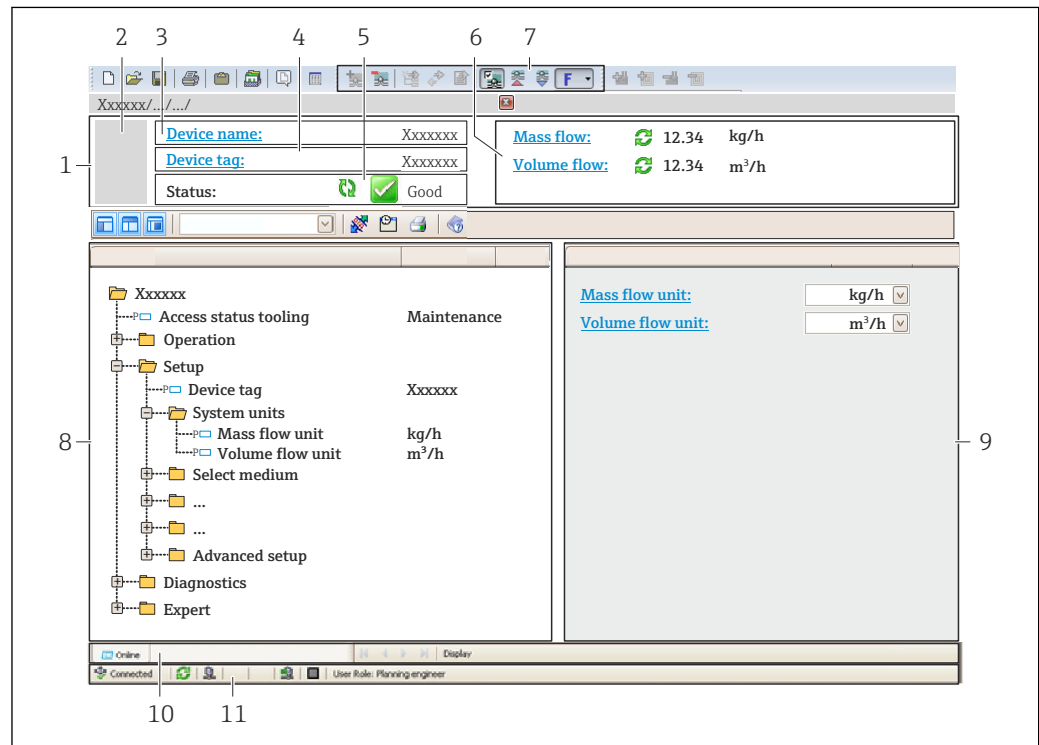 2 3 4 5 6 7
F
Xxxxxx/.../.../
1
Device name: Xxxxxxx
Device tag: Xxxxxxx
Status: Good
Mass flow: 12.34 kg/h
Volume flow: 12.34 m³/h
Xxxxxx
P Access status tooling Maintenance
Operation
Setup
P Device tag Xxxxxx
System units
P Mass flow unit kg/h
P Volume flow unit m³/h
Select medium
...
...
Advanced setup
Diagnostics
Expert
8
Mass flow unit: kg/h
Volume flow unit: m³/h
9
Online Display
Connected User Role: Planning engineer
10 11